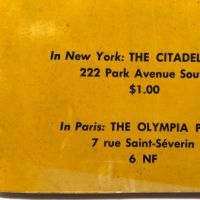 In New York: THE CITADEL
222 Park Avenue Sou
$1.00
In Paris: THE OLYMPIA P
7 rue Saint-Séverin
6 NF